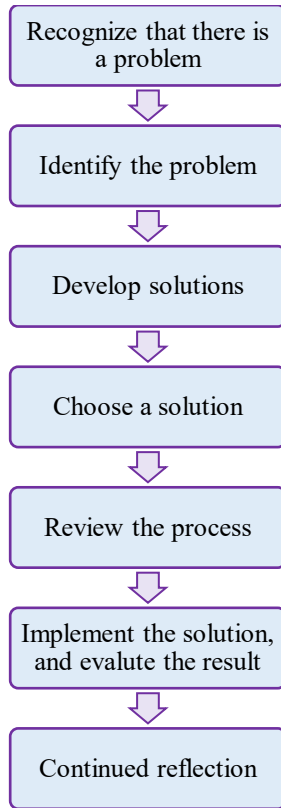 Recognize that there is
a problem
Identify the problem
Develop solutions
Choose a solution
Review the process
Implement the solution,
and evalute the result
Continued reflection